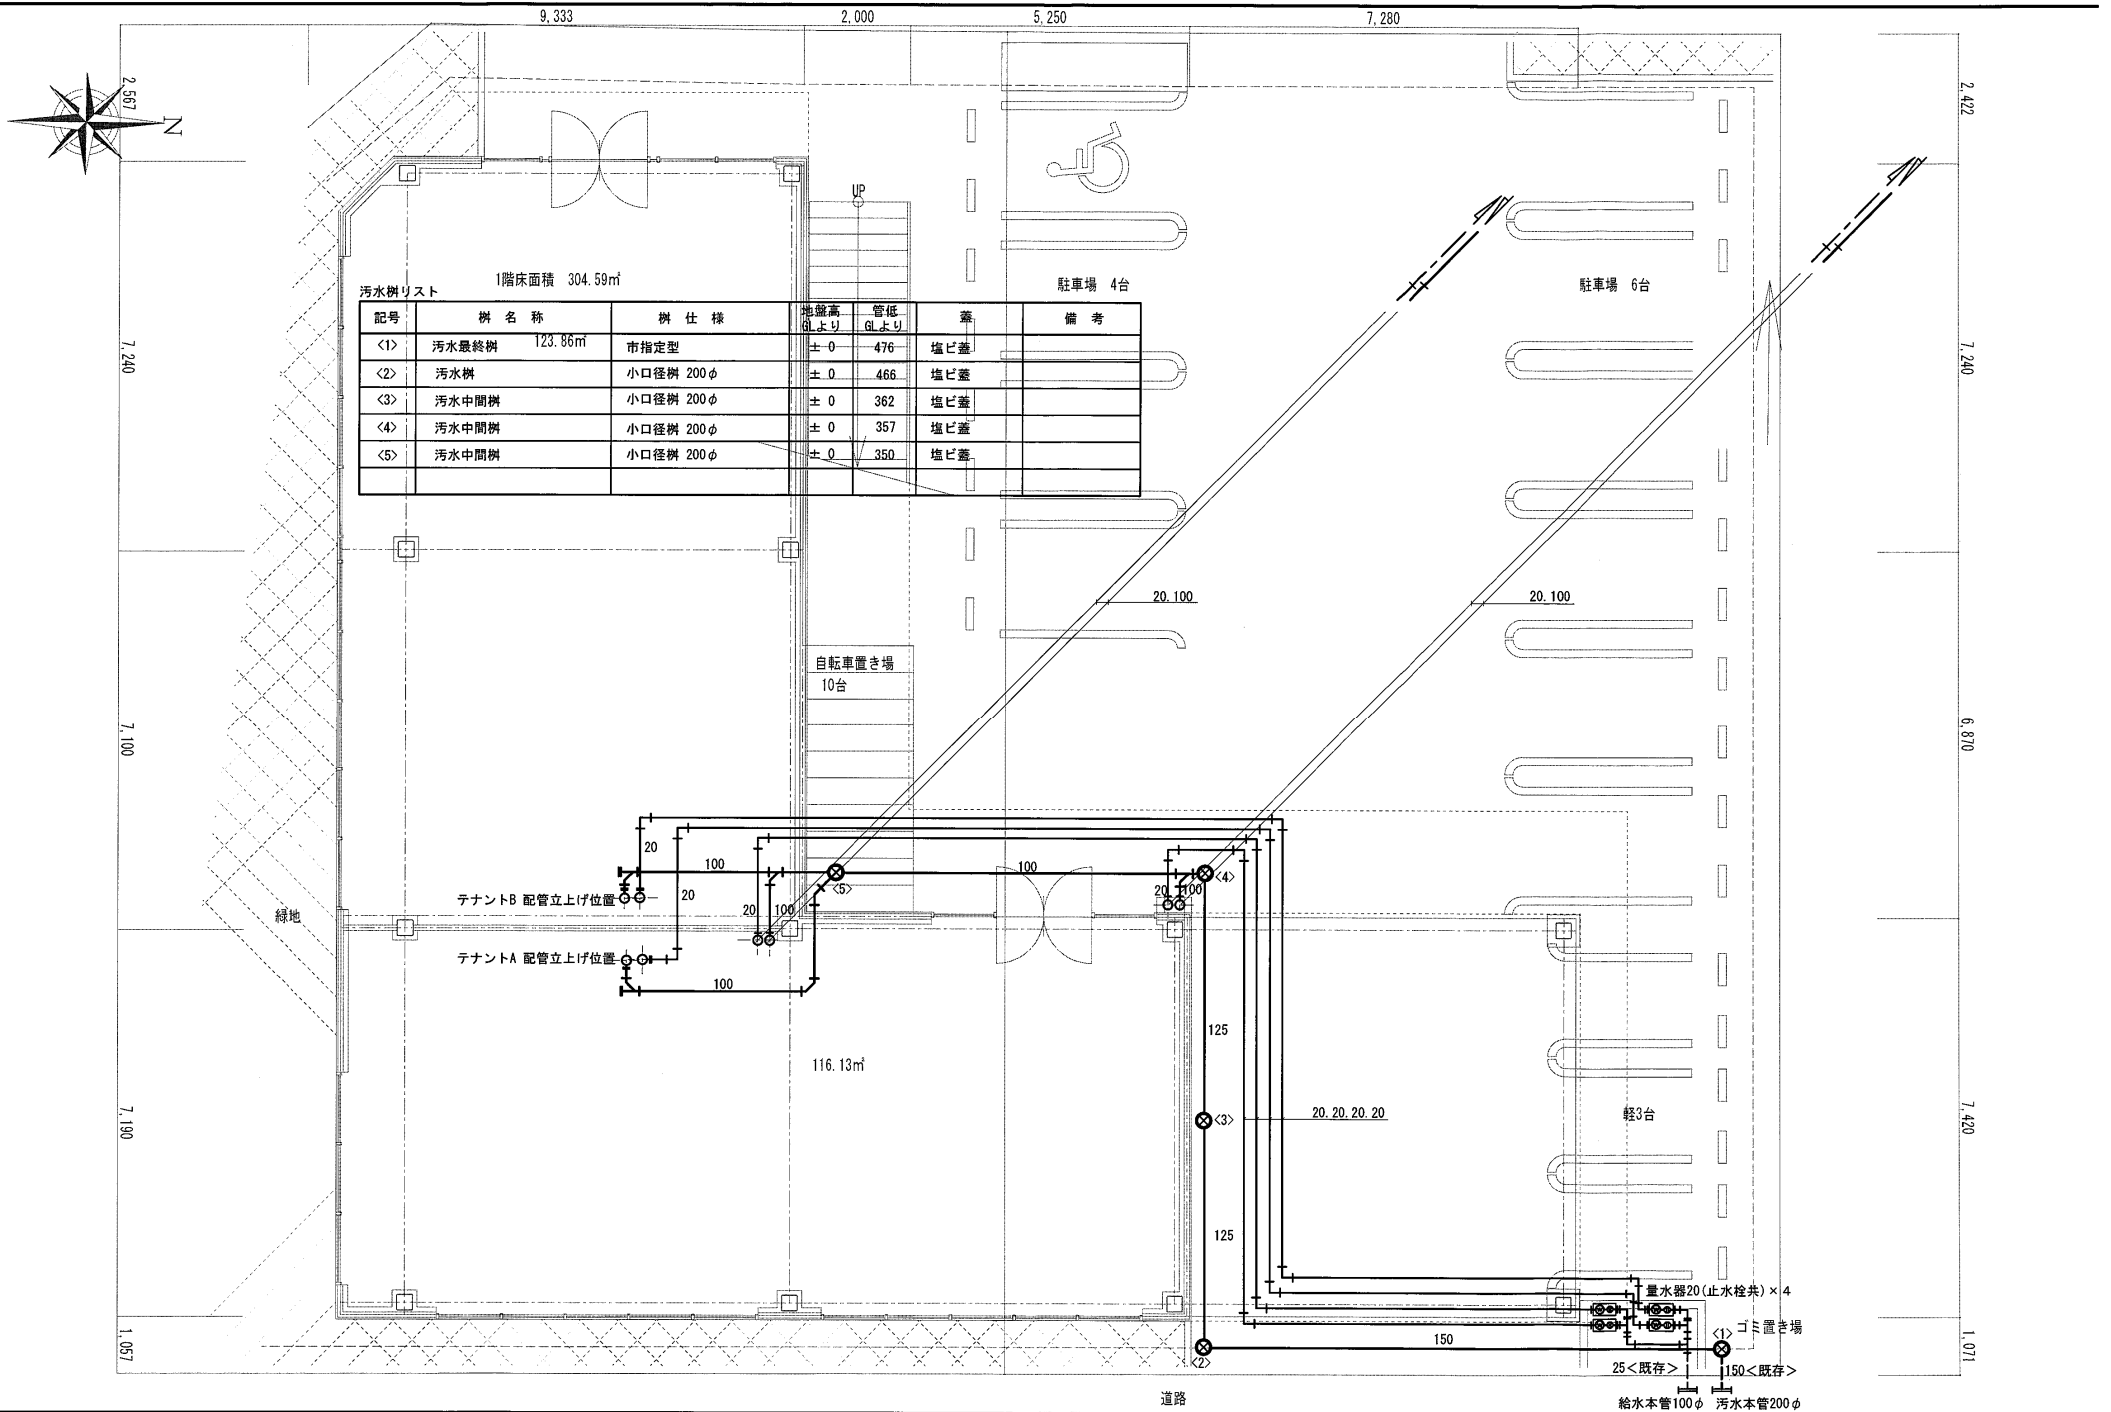 9,333
2,000
5,250
7,280
2,567
2,422
N
UP
1階床面積 304.59㎡
駐車場 4台
駐車場 6台
汚水桝リスト
記号 桝 名 称 桝 仕 様 地盤高 GLより 管低 GLより 蓋 備 考
<1> 汚水最終桝 市指定型 ± 0 476 塩ビ蓋
123.86㎡
<2> 汚水桝 小口径桝 200φ ± 0 466 塩ビ蓋
<3> 汚水中間桝 小口径桝 200φ ± 0 362 塩ビ蓋
<4> 汚水中間桝 小口径桝 200φ ± 0 357 塩ビ蓋
<5> 汚水中間桝 小口径桝 200φ ± 0 350 塩ビ蓋
7,240
7,240
20.100
20.100
自転車置き場
10台
7,100
6,870
20
100
100
<5>
<4>
テナントB 配管立上げ位置
20
20
100
20
100
緑地
テナントA 配管立上げ位置
100
125
116.13㎡
<3>
20.20.20.20
軽3台
7,190
7,420
125
量水器20(止水栓共)×4
<1>
ゴミ置き場
150
<2>
1,057
1,071
25<既存>
150<既存>
道路
給水本管100φ
汚水本管200φ